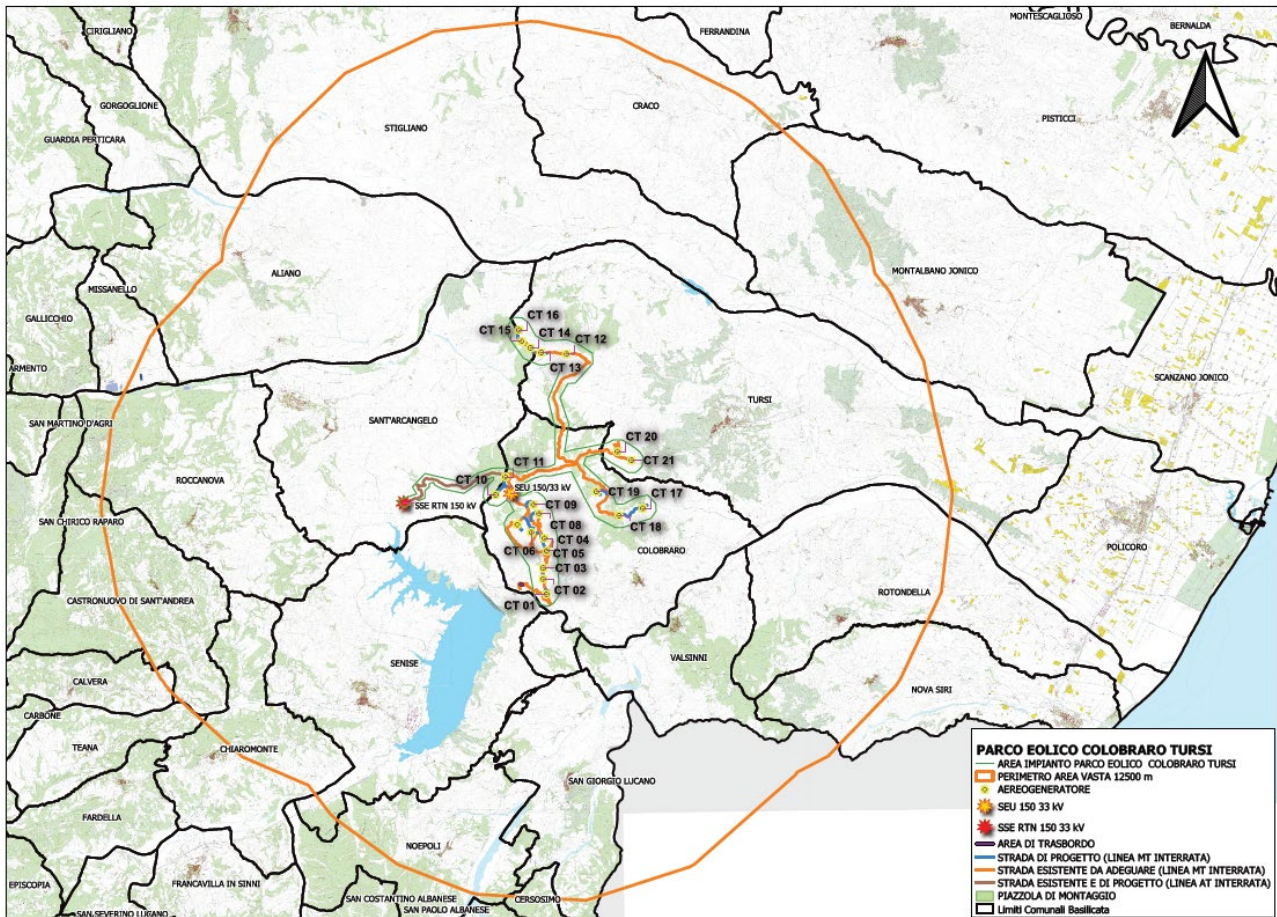 CIRIGLIANO
FERRANDINA
MONTESCAGLIOSO
BERNALDA
GORGOGLIONE
CRACO
PISTICCI
GUARDIA PERTICARA
STIGLIANO
ALIANO
MONTALBANO JONICO
MISSANELLO
GALLICCHIO
CT 16
CT 15
CT 14
CT 12
CT 13
ARMENTO
SCANZANO JONICO
TURSI
SAN MARTINO D'AGRI
SANT'ARCANGELO
CT 20
CT 21
CT 11
CT 10
ROCCANOVA
SEU 150/33 kV
CT 19
CT 17
SSE RTN 150 kV
CT 09
SAN CHIRICO RAPARO
CT 08
CT 18
CT 04
COLOBRARO
POLICORO
CT 06
CT 05
CT 03
CASTRONUOVO DI SANT'ANDREA
CT 02
CT 01
ROTONDELLA
VALSINNI
SENISE
CALVERA
NOVA SIRI
CARBONE
TEANA
CHIAROMONTE
SAN GIORGIO LUCANO
FARDELLA
NOEPOLI
EPISCOPIA
FRANCAVILLA IN SINNI
SAN COSTANTINO ALBANESE
CERSOSIMO
SAN PAOLO ALBANESE
SAN SEVERINO LUCANO
PARCO EOLICO COLOBRARO TURSI
AREA IMPIANTO PARCO EOLICO COLOBRARO TURSI
PERIMETRO AREA VASTA 12500 m
AEREOGENERATORE
SEU 150 33 kV
SSE RTN 150 33 kV
AREA DI TRASBORDO
STRADA DI PROGETTO (LINEA MT INTERRATA)
STRADA ESISTENTE DA ADEGUARE (LINEA MT INTERRATA)
STRADA ESISTENTE E DI PROGETTO (LINEA AT INTERRATA)
PIAZZOLA DI MONTAGGIO
Limiti Comunali Basilicata